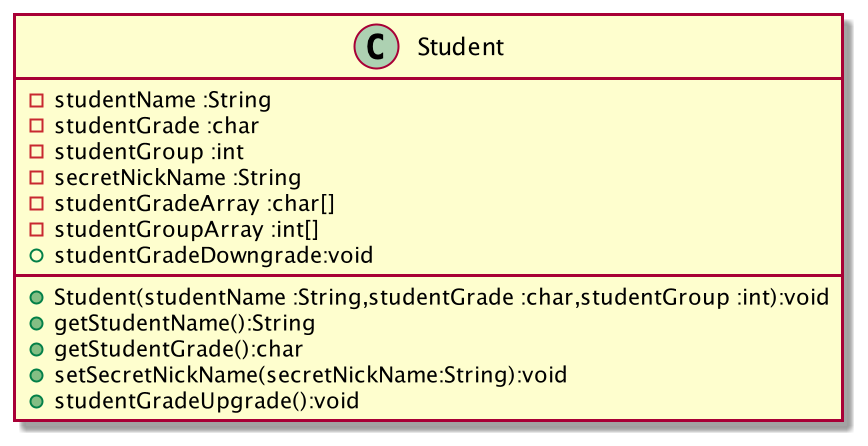 C Student
studentName :String
studentGrade :char
studentGroup :int
secretNickName :String
studentGradeArray :char[]
studentGroupArray :int[]
studentGradeDowngrade:void
Student(studentName :String,studentGrade :char,studentGroup :int):void
getStudentName():String
getStudentGrade():char
setSecretNickName(secretNickName:String):void
studentGradeUpgrade():void